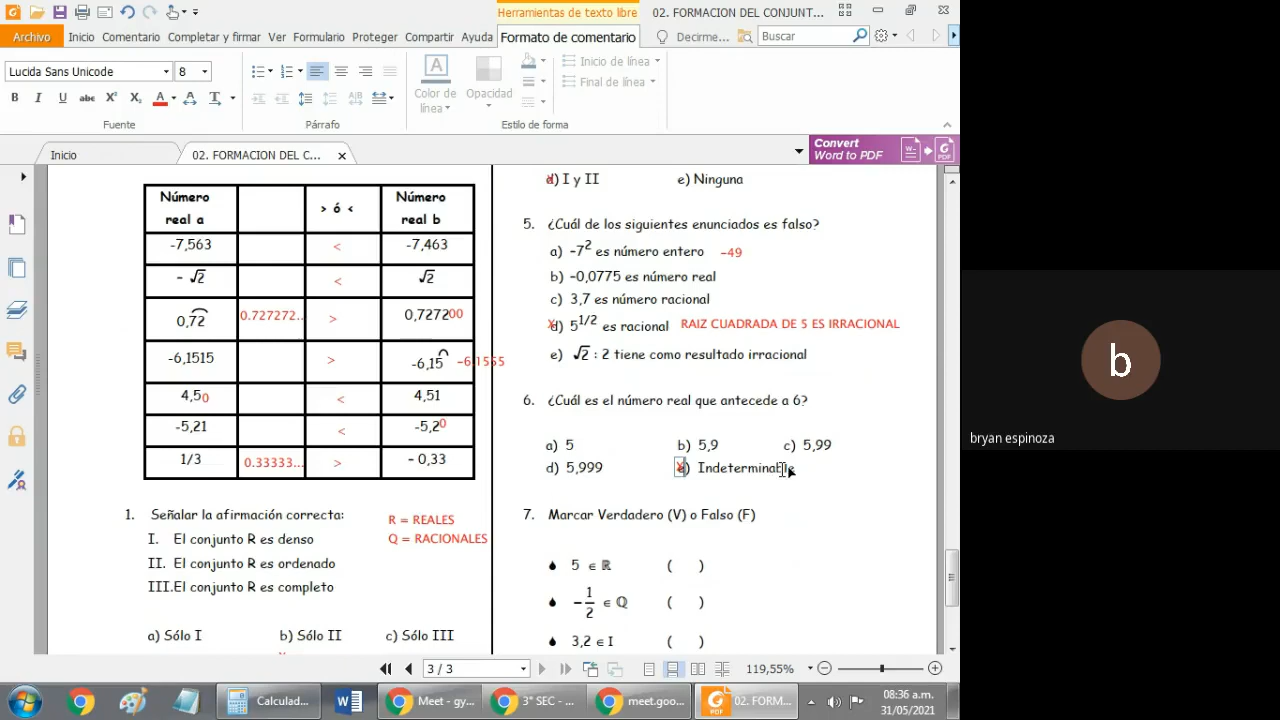 Herramientas de texto libre
02. FORMACION DEL CONJUNT...
Archivo Inicio Comentario Completar y firmar Ver Formulario Proteger Compartir Ayuda Formato de comentario Decirme... Buscar
Lucida Sans Unicode 8
Color de línea Opacidad Inicio de línea
Final de línea
Fuente Párrafo Estilo de forma
Inicio 02. FORMACION DEL C...
Convert Word to PDF
Número real a > ó < Número real b
-7,563 < -7,463
- √2 < √2
0,72 0.727272.. > 0,727200
-6,1515 > -6,15 -6,1555
4,50 < 4,51
-5,21 < -5,20
1/3 0.33333... > - 0,33
1. Señalar la afirmación correcta:
R = REALES
I. El conjunto R es denso
Q = RACIONALES
II. El conjunto R es ordenado
III.El conjunto R es completo
a) Sólo I b) Sólo II c) Sólo III
x
d) I y II e) Ninguna
5. ¿Cuál de los siguientes enunciados es falso?
a) -7² es número entero -49
b) -0,0775 es número real
c) 3,7 es número racional
X d) 5^1/2 es racional RAIZ CUADRADA DE 5 ES IRRACIONAL
e) √2 : 2 tiene como resultado irracional
6. ¿Cuál es el número real que antecede a 6?
a) 5 b) 5,9 c) 5,99
d) 5,999 X e) Indeterminable
7. Marcar Verdadero (V) o Falso (F)
5 ∈ ℝ ( )
-1/2 ∈ ℚ ( )
3,2 ∈ I ( )
3 / 3 119,55%
Calculad... Meet - gy... 3° SEC - ... meet.goo... 02. FORM...
08:36 a.m.
31/05/2021
b
bryan espinoza